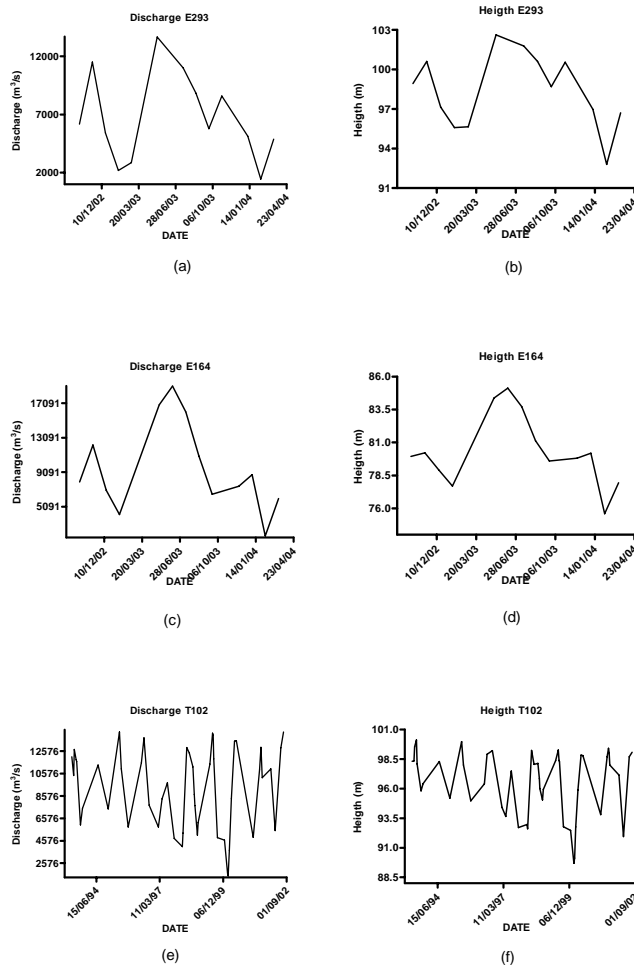 Discharge E293
12000
7000
2000
Discharge (m³/s)
10/12/02
20/03/03
28/06/03
06/10/03
14/01/04
23/04/04
DATE
(a)
Heigth E293
103
100
97
94
91
Heigth (m)
10/12/02
20/03/03
28/06/03
06/10/03
14/01/04
23/04/04
DATE
(b)
Discharge E164
17091
13091
9091
5091
Discharge (m³/s)
10/12/02
20/03/03
28/06/03
06/10/03
14/01/04
23/04/04
DATE
(c)
Heigth E164
86.0
83.5
81.0
78.5
76.0
Heigth (m)
10/12/02
20/03/03
28/06/03
06/10/03
14/01/04
23/04/04
DATE
(d)
Discharge T102
12576
10576
8576
6576
4576
2576
Discharge (m³/s)
15/06/94
11/03/97
06/12/99
01/09/02
DATE
(e)
Heigth T102
101.0
98.5
96.0
93.5
91.0
88.5
Heigth (m)
15/06/94
11/03/97
06/12/99
01/09/02
DATE
(f)